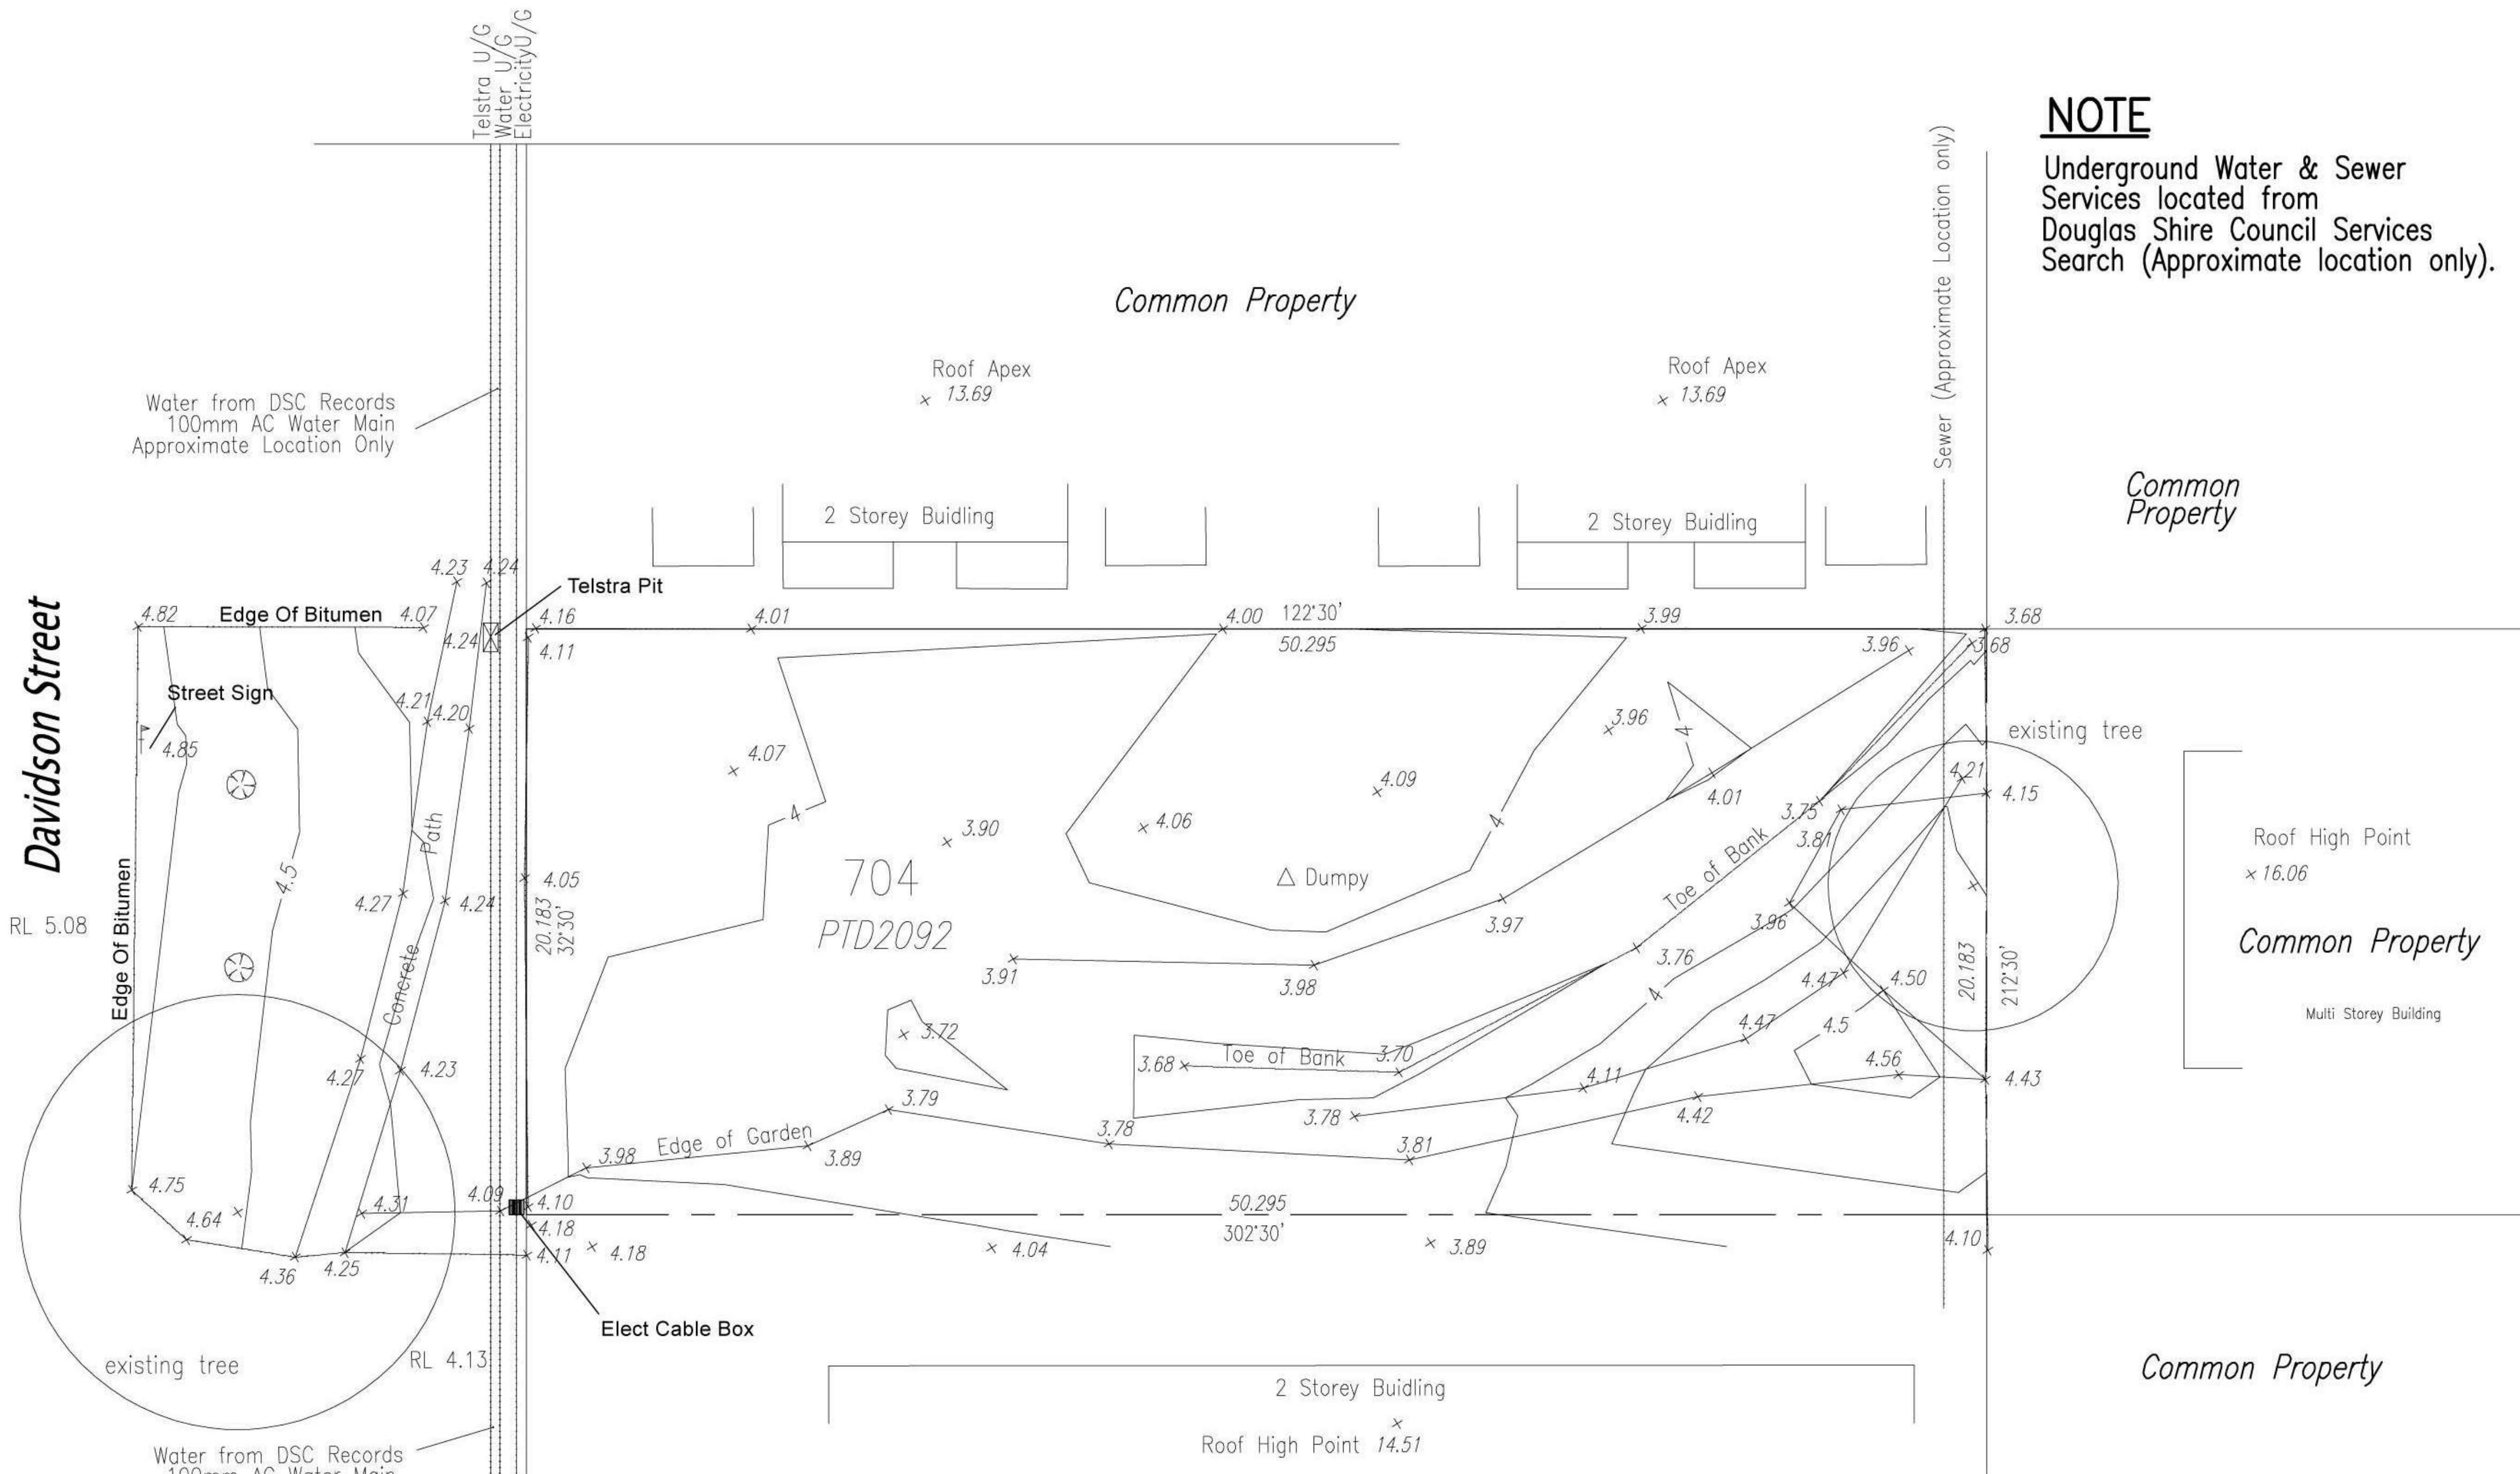 Telstra U/G
Water U/G
ElectricityU/G
NOTE
Underground Water & Sewer
Services located from
Douglas Shire Council Services
Search (Approximate location only).
Sewer (Approximate Location only)
Common Property
Roof Apex
13.69
Roof Apex
13.69
Water from DSC Records
100mm AC Water Main
Approximate Location Only
Common
Property
2 Storey Buidling
2 Storey Buidling
4.23
4.24
Telstra Pit
4.82
Edge Of Bitumen
4.07
4.16
4.01
4.00
122°30'
3.99
3.68
4.24
4.11
50.295
3.96
3.68
Davidson Street
Street Sign
4.21
4.20
3.96
4
existing tree
4.85
4.07
4.09
4.21
4.01
4.15
4
3.75
4
Path
3.90
4.06
3.81
Roof High Point
16.06
Toe of Bank
4.5
704
Dumpy
4.05
4.27
4.24
3.97
3.96
RL 5.08
Edge Of Bitumen
20.183
32°30'
PTD2092
Common Property
Concrete
3.91
3.98
3.76
4.47
4.50
20.183
212°30'
4
Multi Storey Building
3.72
4.47
4.5
3.68
Toe of Bank
3.70
4.27
4.23
4.11
4.56
4.43
3.79
3.78
4.42
Edge of Garden
3.98
3.89
3.78
3.81
4.75
4.31
4.09
4.10
50.295
4.64
4.18
302°30'
4.10
4.11
4.18
4.04
3.89
4.36
4.25
Elect Cable Box
existing tree
RL 4.13
Common Property
2 Storey Buidling
Roof High Point 14.51
Water from DSC Records
100mm AC Water Main